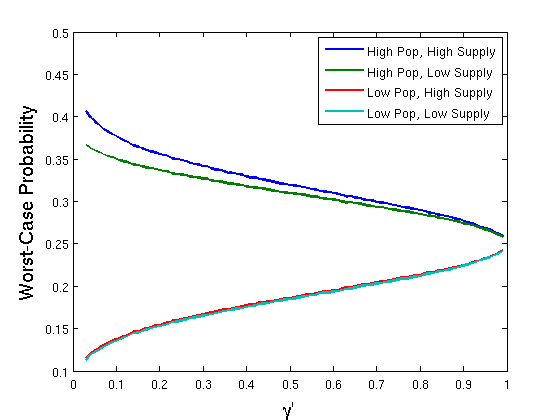 0.5
0.45
0.4
0.35
0.3
0.25
0.2
0.15
0.1
Worst-Case Probability
High Pop, High Supply
High Pop, Low Supply
Low Pop, High Supply
Low Pop, Low Supply
0 0.1 0.2 0.3 0.4 0.5 0.6 0.7 0.8 0.9 1
γ'